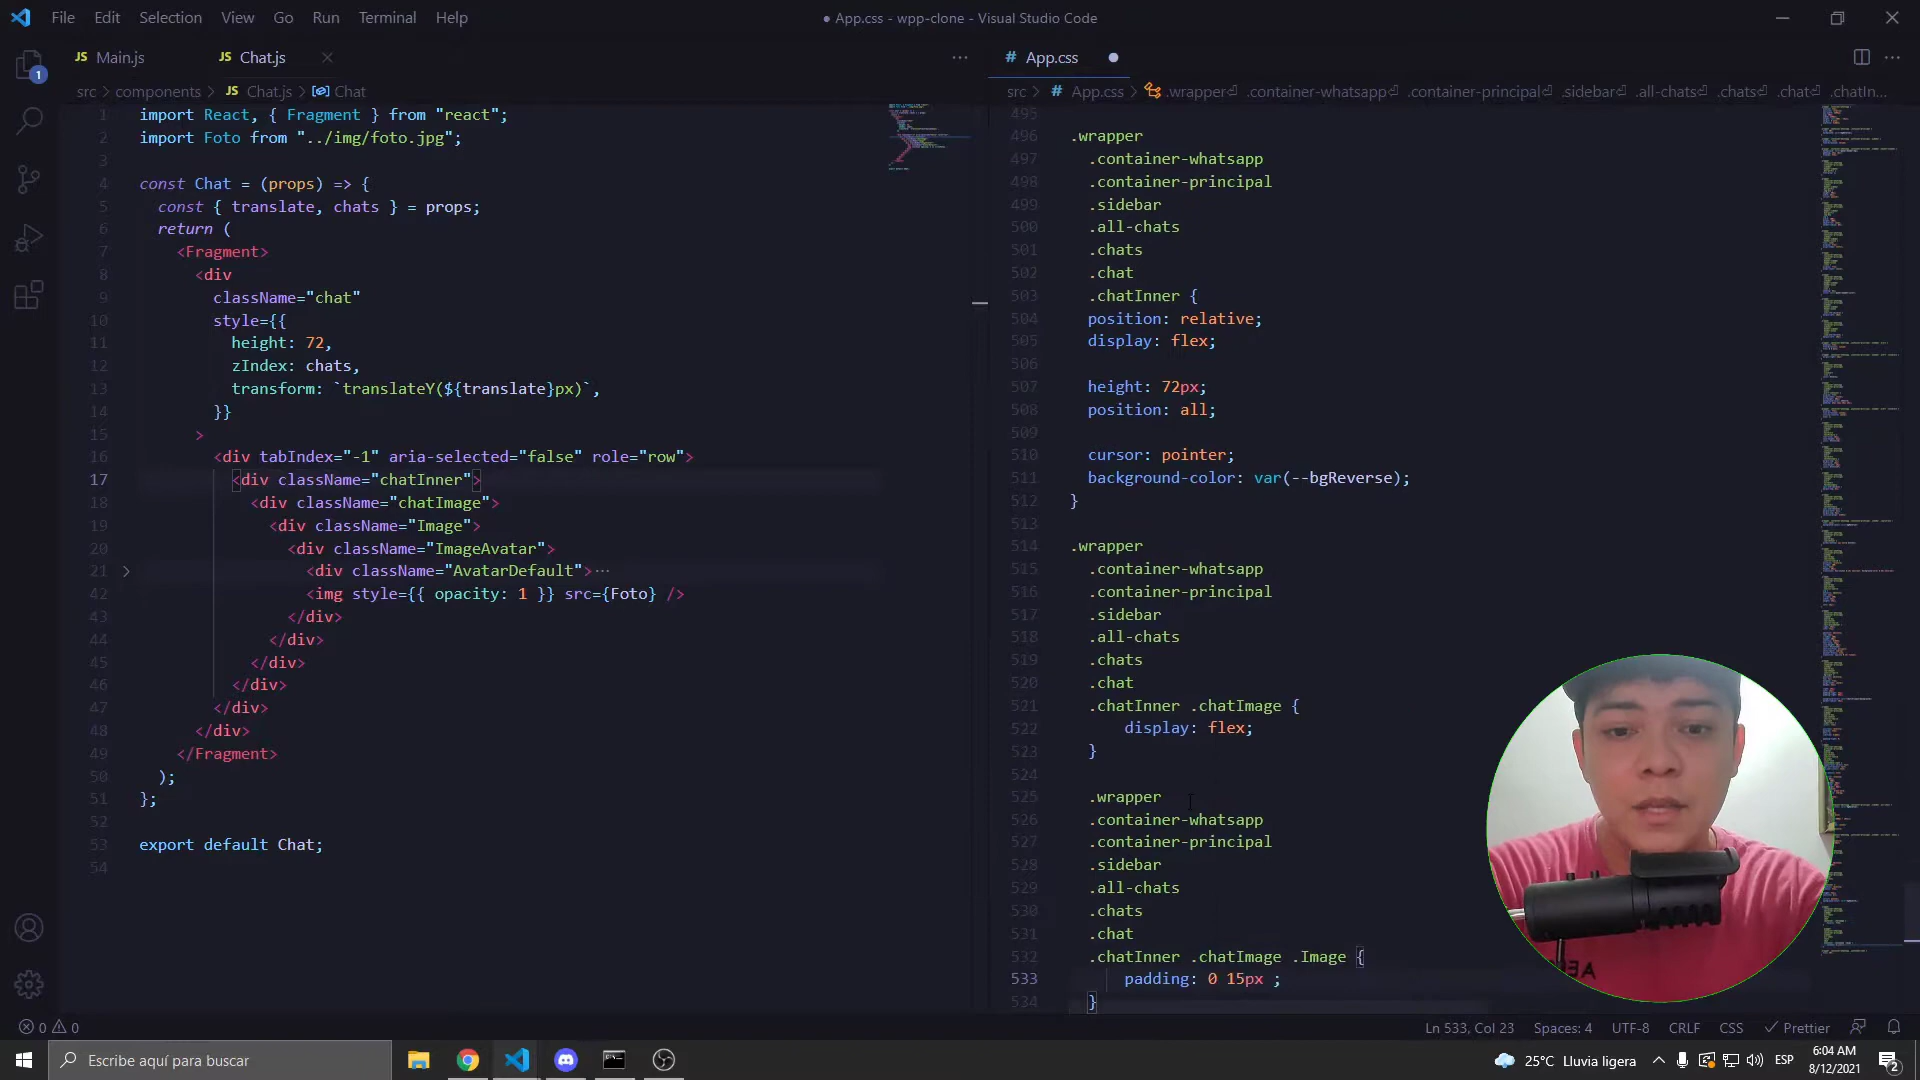 File Edit Selection View Go Run Terminal Help
● App.css - wpp-clone - Visual Studio Code
JS Main.js
JS Chat.js
# App.css ●
src > components > JS Chat.js > Chat
src > # App.css > .wrapper .container-whatsapp .container-principal .sidebar .all-chats .chats .chat .chatIn...
1
1 import React, { Fragment } from "react";
2 import Foto from "../img/foto.jpg";
3
4 const Chat = (props) => {
5 const { translate, chats } = props;
6 return (
7 <Fragment>
8 <div
9 className="chat"
10 style={{
11 height: 72,
12 zIndex: chats,
13 transform: `translateY(${translate}px)`,
14 }}
15 >
16 <div tabIndex="-1" aria-selected="false" role="row">
17 <div className="chatInner">
18 <div className="chatImage">
19 <div className="Image">
20 <div className="ImageAvatar">
21 <div className="AvatarDefault">···
42 <img style={{ opacity: 1 }} src={Foto} />
43 </div>
44 </div>
45 </div>
46 </div>
47 </div>
48 </div>
49 </Fragment>
50 );
51 };
52
53 export default Chat;
54
495
496 .wrapper
497 .container-whatsapp
498 .container-principal
499 .sidebar
500 .all-chats
501 .chats
502 .chat
503 .chatInner {
504 position: relative;
505 display: flex;
506
507 height: 72px;
508 position: all;
509
510 cursor: pointer;
511 background-color: var(--bgReverse);
512 }
513
514 .wrapper
515 .container-whatsapp
516 .container-principal
517 .sidebar
518 .all-chats
519 .chats
520 .chat
521 .chatInner .chatImage {
522 display: flex;
523 }
524
525 .wrapper
526 .container-whatsapp
527 .container-principal
528 .sidebar
529 .all-chats
530 .chats
531 .chat
532 .chatInner .chatImage .Image {
533 padding: 0 15px ;
534 }
0 0
Ln 533, Col 23 Spaces: 4 UTF-8 CRLF CSS Prettier
Escribe aquí para buscar
25°C Lluvia ligera
ESP
6:04 AM
8/12/2021
2